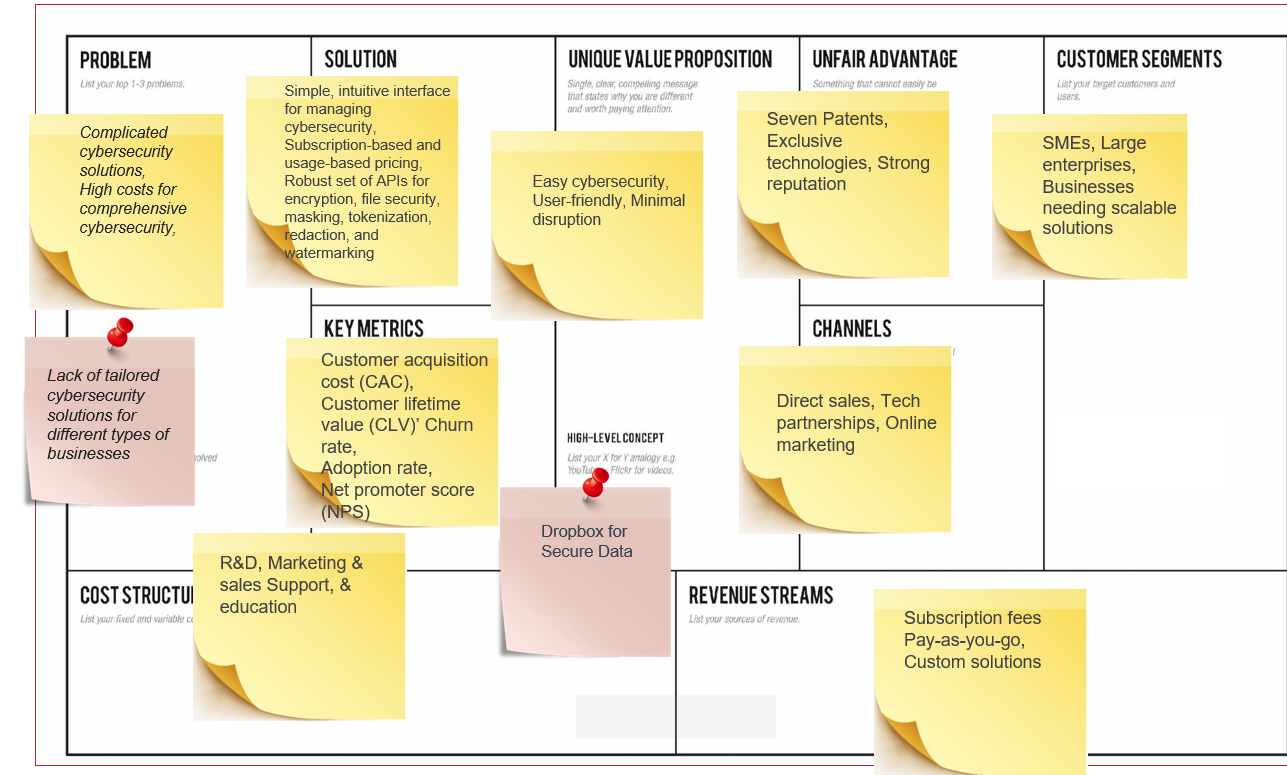 PROBLEM
List your top 1-3 problems.
Complicated
cybersecurity
solutions,
High costs for
comprehensive
cybersecurity,
Lack of tailored
cybersecurity
solutions for
different types of
businesses
SOLUTION
Simple, intuitive interface
for managing
cybersecurity,
Subscription-based and
usage-based pricing,
Robust set of APIs for
encryption, file security,
masking, tokenization,
redaction, and
watermarking
KEY METRICS
Customer acquisition
cost (CAC),
Customer lifetime
value (CLV)’ Churn
rate,
Adoption rate,
Net promoter score
(NPS)
UNIQUE VALUE PROPOSITION
Single, clear, compelling message
that states why you are different
and worth paying attention.
Easy cybersecurity,
User-friendly, Minimal
disruption
HIGH-LEVEL CONCEPT
List your X for Y analogy e.g.
Flickr for videos.
Dropbox for
Secure Data
UNFAIR ADVANTAGE
Something that cannot easily be
Seven Patents,
Exclusive
technologies, Strong
reputation
CHANNELS
Direct sales, Tech
partnerships, Online
marketing
CUSTOMER SEGMENTS
List your target customers and
users.
SMEs, Large
enterprises,
Businesses
needing scalable
solutions
COST
List your fixed and variable
R&D, Marketing &
sales Support, &
education
REVENUE STREAMS
List your sources of revenue.
Subscription fees
Pay-as-you-go,
Custom solutions